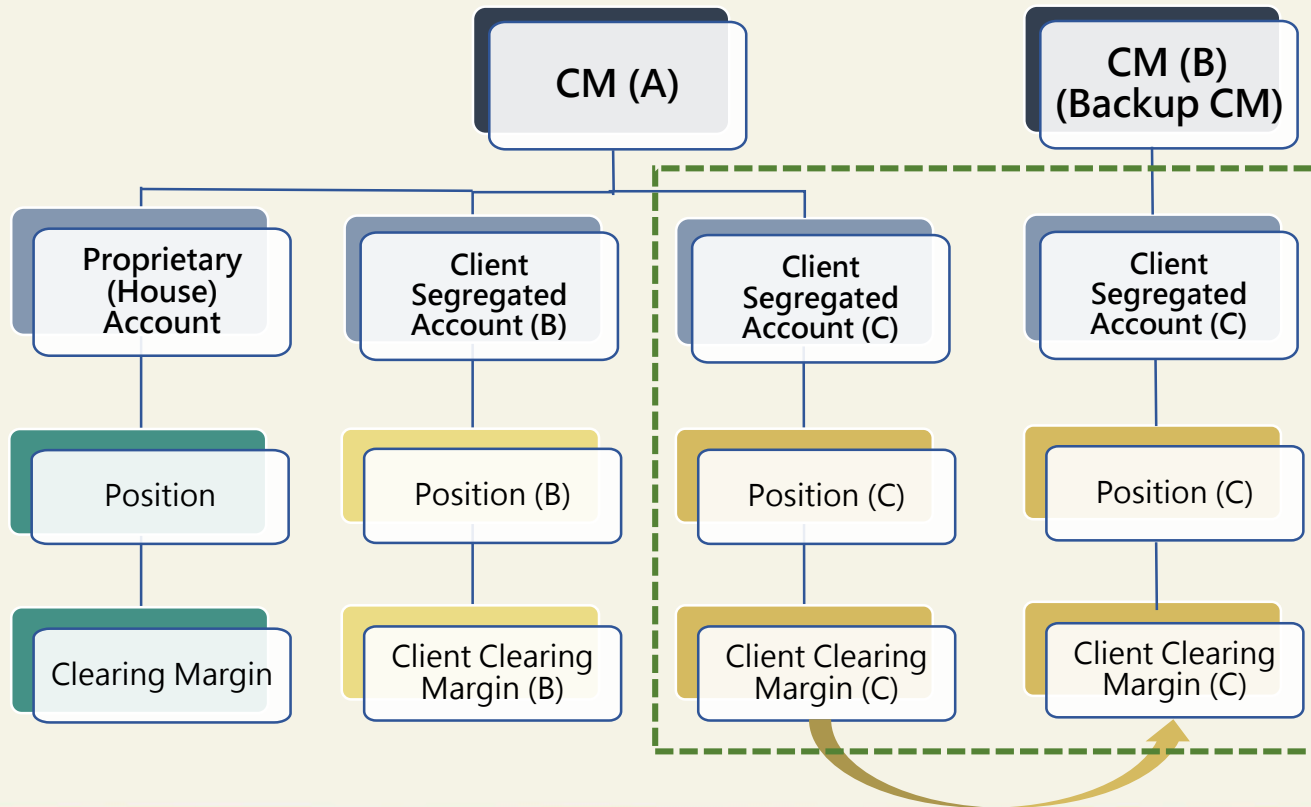 CM (A)
CM (B)
(Backup CM)
Proprietary
(House)
Account
Client
Segregated
Account (B)
Client
Segregated
Account (C)
Client
Segregated
Account (C)
Position
Position (B)
Position (C)
Position (C)
Clearing Margin
Client Clearing
Margin (B)
Client Clearing
Margin (C)
Client Clearing
Margin (C)